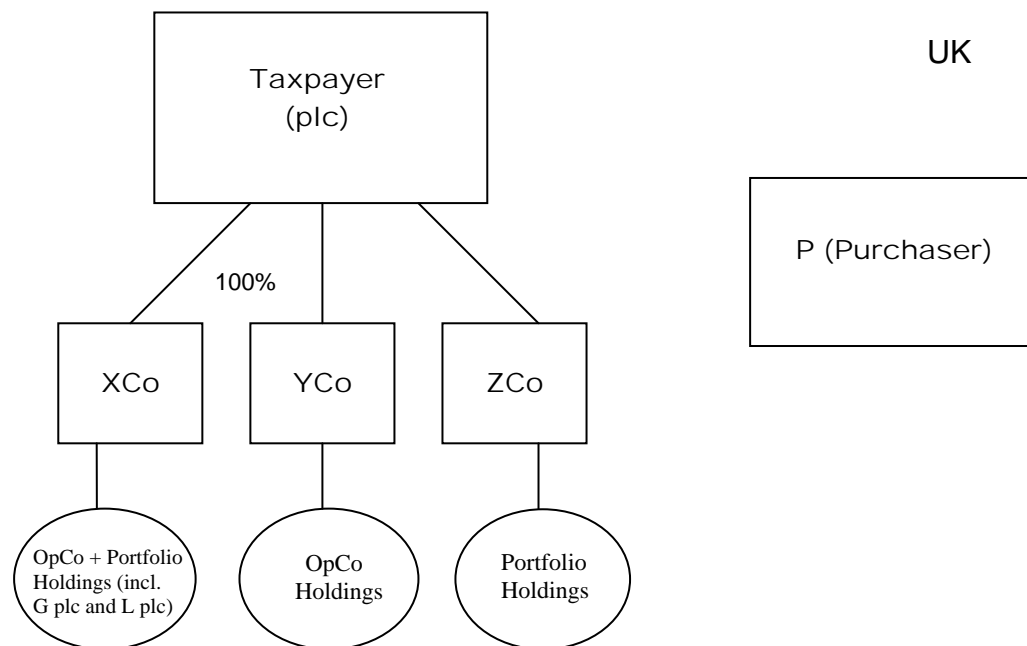 UK
Taxpayer
(plc)
P (Purchaser)
100%
XCo
YCo
ZCo
OpCo + Portfolio
Holdings (incl.
G plc and L plc)
OpCo
Holdings
Portfolio
Holdings